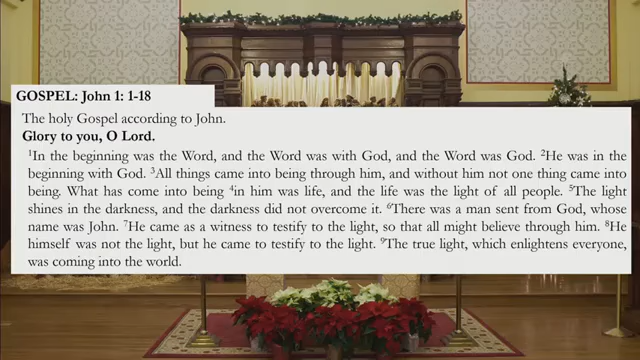 GOSPEL: John 1: 1-18
The holy Gospel according to John.
Glory to you, O Lord.
¹In the beginning was the Word, and the Word was with God, and the Word was God. ²He was in the
beginning with God. ³All things came into being through him, and without him not one thing came into
being. What has come into being ⁴in him was life, and the life was the light of all people. ⁵The light
shines in the darkness, and the darkness did not overcome it. ⁶There was a man sent from God, whose
name was John. ⁷He came as a witness to testify to the light, so that all might believe through him. ⁸He
himself was not the light, but he came to testify to the light. ⁹The true light, which enlightens everyone,
was coming into the world.